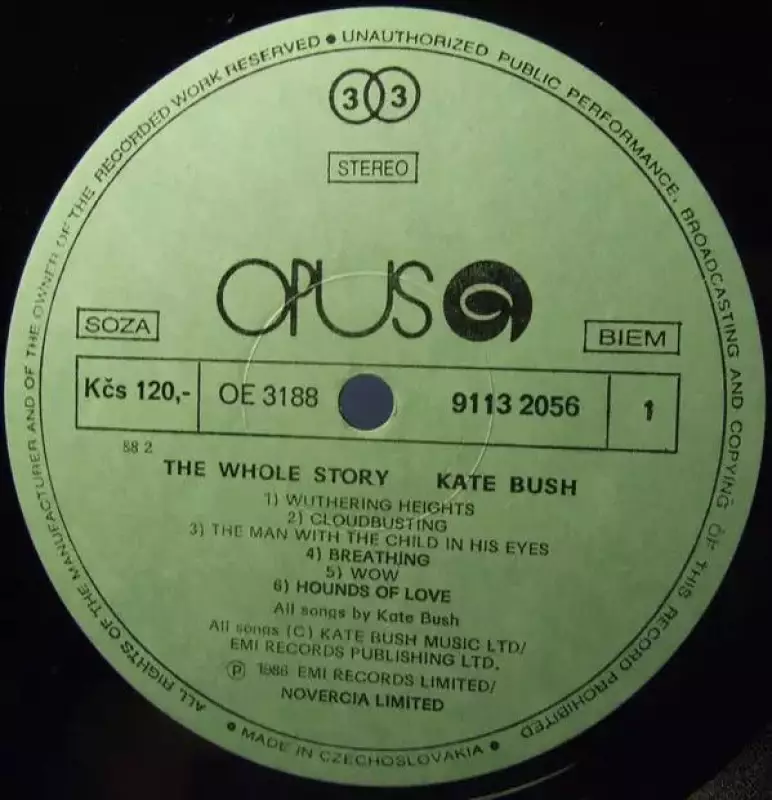 ALL RIGHTS OF THE MANUFACTURER AND OF THE OWNER OF THE RECORDED WORK RESERVED ● UNAUTHORIZED PUBLIC PERFORMANCE, BROADCASTING AND COPYING OF THIS RECORD PROHIBITED
33
STEREO
OPUS
SOZA
BIEM
Kčs 120,-
OE 3188
9113 2056
1
88 2
THE WHOLE STORY KATE BUSH
1) WUTHERING HEIGHTS
2) CLOUDBUSTING
3) THE MAN WITH THE CHILD IN HIS EYES
4) BREATHING
5) WOW
6) HOUNDS OF LOVE
All songs by Kate Bush
All songs (C) KATE BUSH MUSIC LTD/
EMI RECORDS PUBLISHING LTD.
Ⓟ 1986 EMI RECORDS LIMITED/
NOVERCIA LIMITED
● MADE IN CZECHOSLOVAKIA ●